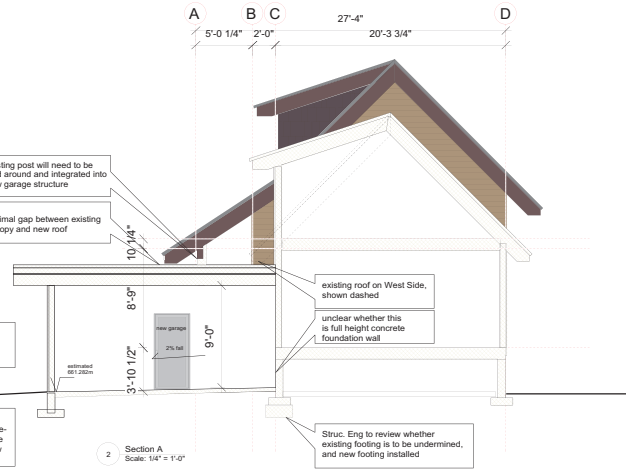 A B C D
27'-4"
5'-0 1/4" 2'-0" 20'-3 3/4"
post will need to be
around and integrated into
garage structure
gap between existing
and new roof
10 1/4"
8'-9"
3'-10 1/2"
9'-0"
existing roof on West Side,
shown dashed
unclear whether this
is full height concrete
foundation wall
new garage
2% fall
estimated
661.282m
Struc. Eng to review whether
existing footing is to be undermined,
and new footing installed
2
Section A
Scale: 1/4" = 1'-0"